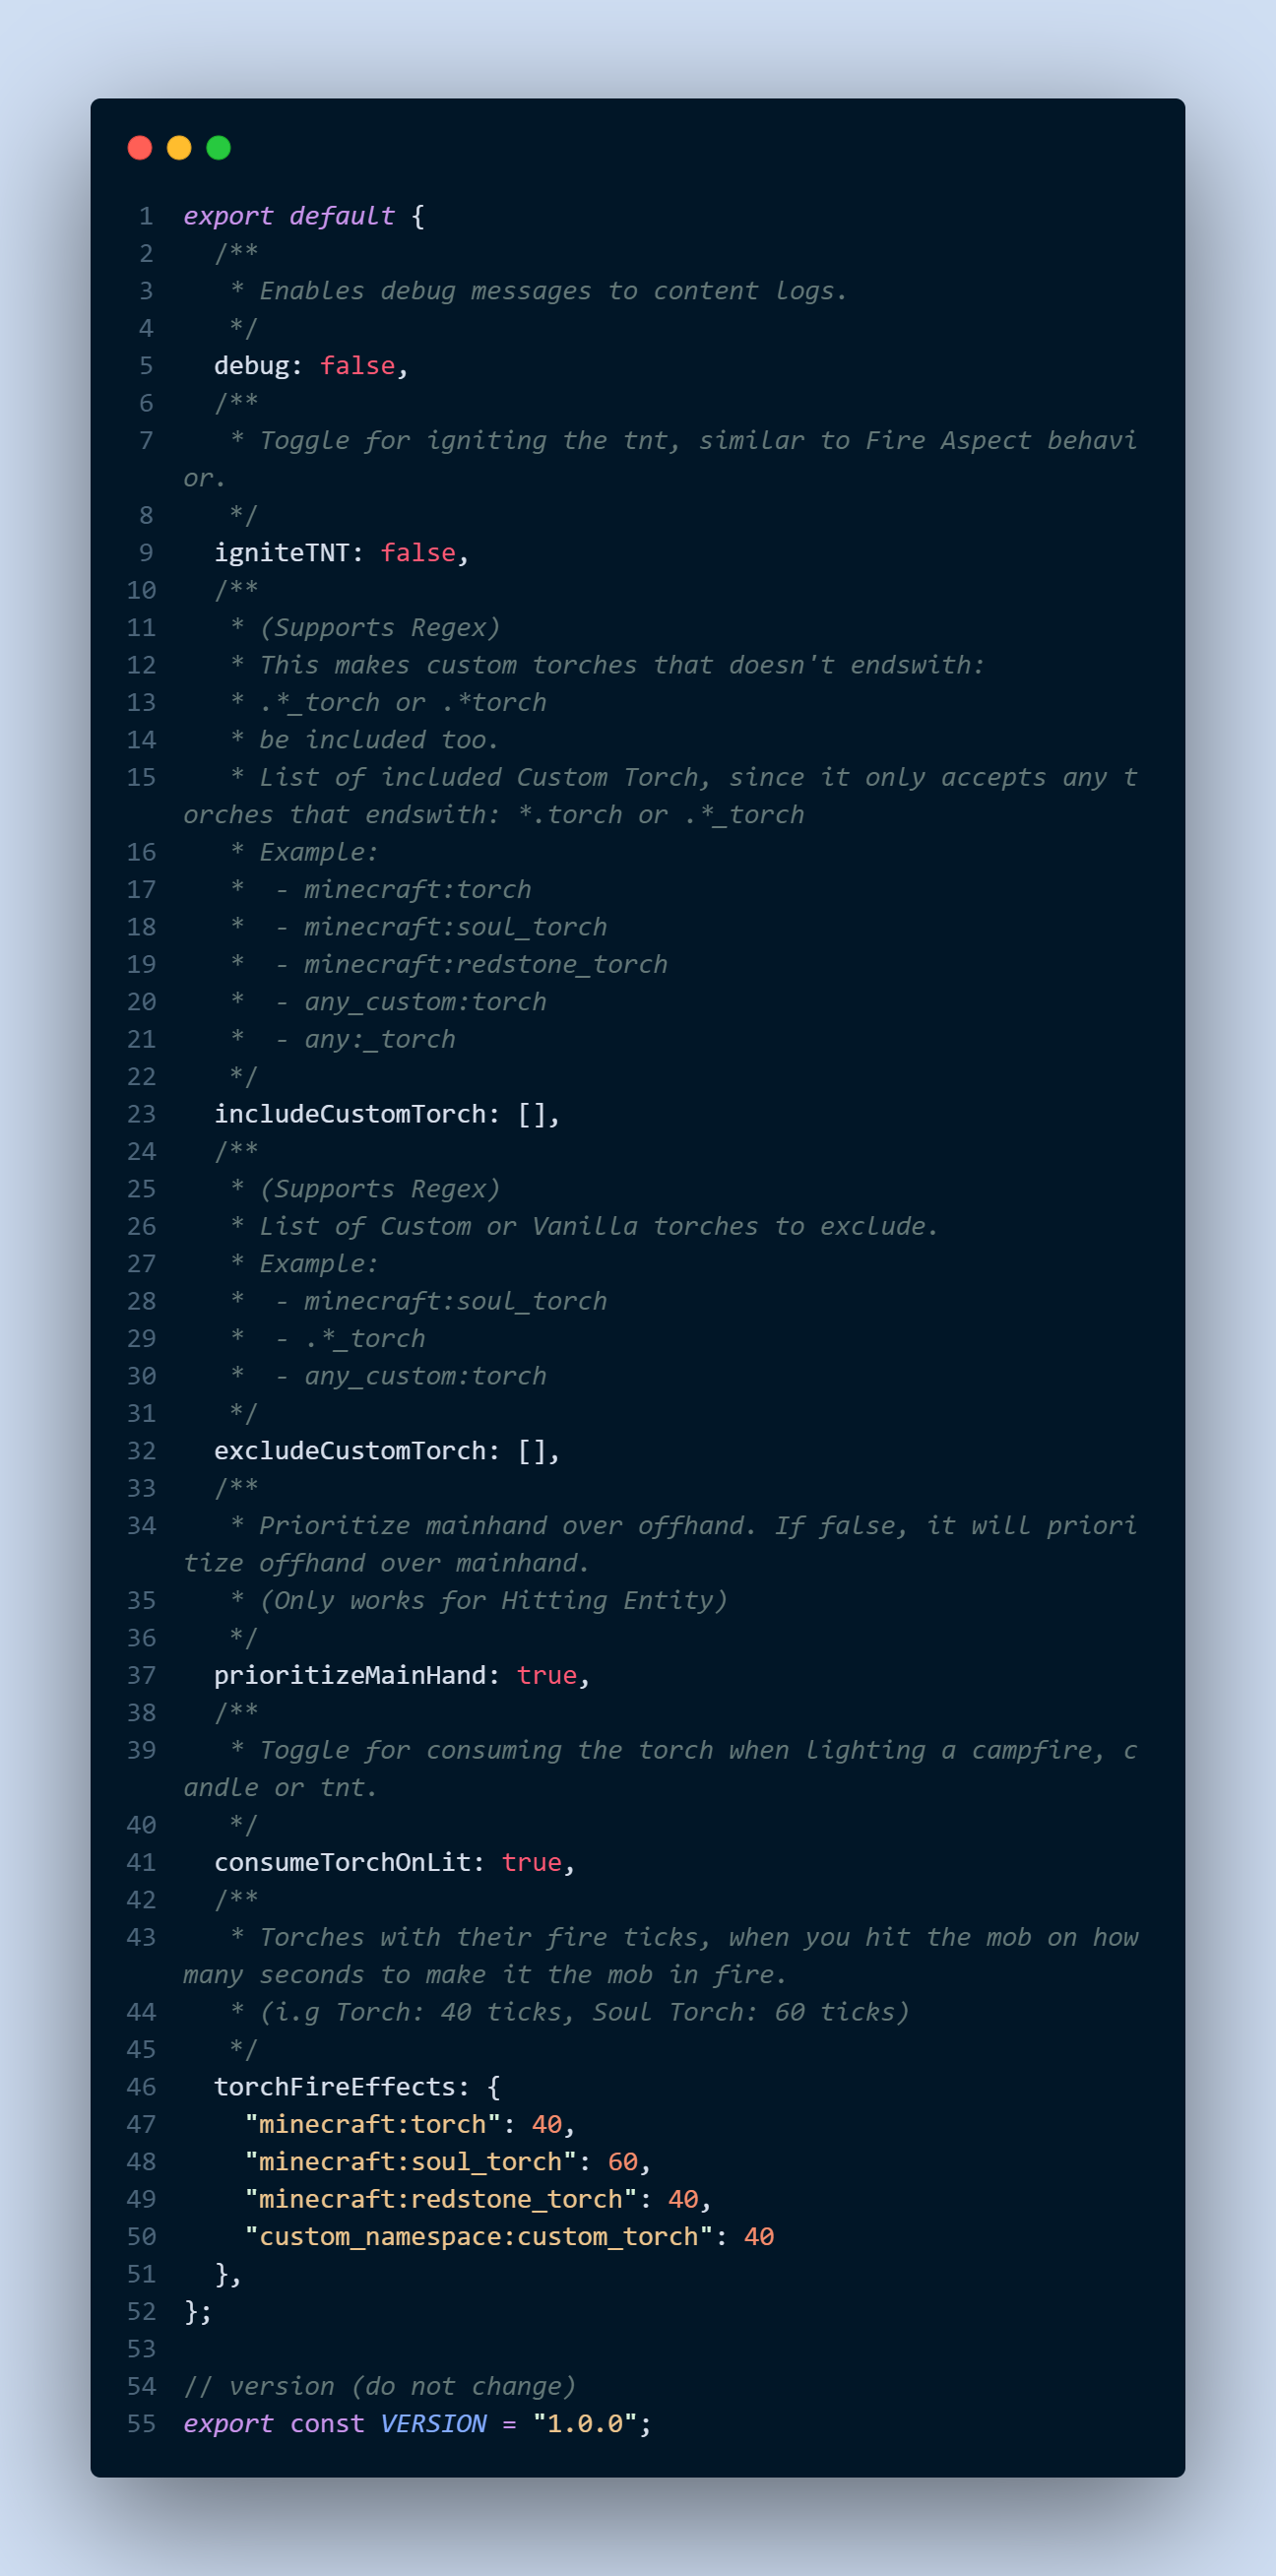 1 export default {
2   /**
3    * Enables debug messages to content logs.
4    */
5   debug: false,
6   /**
7    * Toggle for igniting the tnt, similar to Fire Aspect behavi
or.
8    */
9   igniteTNT: false,
10   /**
11    * (Supports Regex)
12    * This makes custom torches that doesn't endswith:
13    * .*_torch or .*torch
14    * be included too.
15    * List of included Custom Torch, since it only accepts any t
orches that endswith: *.torch or .*_torch
16    * Example:
17    *  - minecraft:torch
18    *  - minecraft:soul_torch
19    *  - minecraft:redstone_torch
20    *  - any_custom:torch
21    *  - any:_torch
22    */
23   includeCustomTorch: [],
24   /**
25    * (Supports Regex)
26    * List of Custom or Vanilla torches to exclude.
27    * Example:
28    *  - minecraft:soul_torch
29    *  - .*_torch
30    *  - any_custom:torch
31    */
32   excludeCustomTorch: [],
33   /**
34    * Prioritize mainhand over offhand. If false, it will priori
tize offhand over mainhand.
35    * (Only works for Hitting Entity)
36    */
37   prioritizeMainHand: true,
38   /**
39    * Toggle for consuming the torch when lighting a campfire, c
andle or tnt.
40    */
41   consumeTorchOnLit: true,
42   /**
43    * Torches with their fire ticks, when you hit the mob on how
many seconds to make it the mob in fire.
44    * (i.g Torch: 40 ticks, Soul Torch: 60 ticks)
45    */
46   torchFireEffects: {
47     "minecraft:torch": 40,
48     "minecraft:soul_torch": 60,
49     "minecraft:redstone_torch": 40,
50     "custom_namespace:custom_torch": 40
51   },
52 };
53
54 // version (do not change)
55 export const VERSION = "1.0.0";